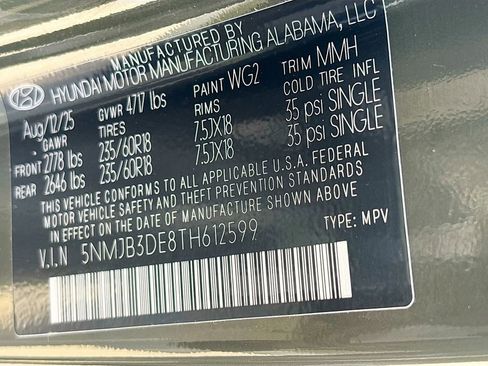 MANUFACTURED BY
HYUNDAI MOTOR MANUFACTURING ALABAMA, LLC
Aug/12/25 GVWR 4717 lbs PAINT WG2 TRIM MMH
GAWR TIRES RIMS COLD TIRE INFL
FRONT 2778 lbs 235/60R18 7.5JX18 35 psi SINGLE
REAR 2646 lbs 235/60R18 7.5JX18 35 psi SINGLE
THIS VEHICLE CONFORMS TO ALL APPLICABLE U.S.A. FEDERAL
MOTOR VEHICLE SAFETY AND THEFT PREVENTION STANDARDS
IN EFFECT ON THE DATE OF MANUFACTURE SHOWN ABOVE.
V.I.N 5NMJB3DE8TH612599 TYPE: MPV